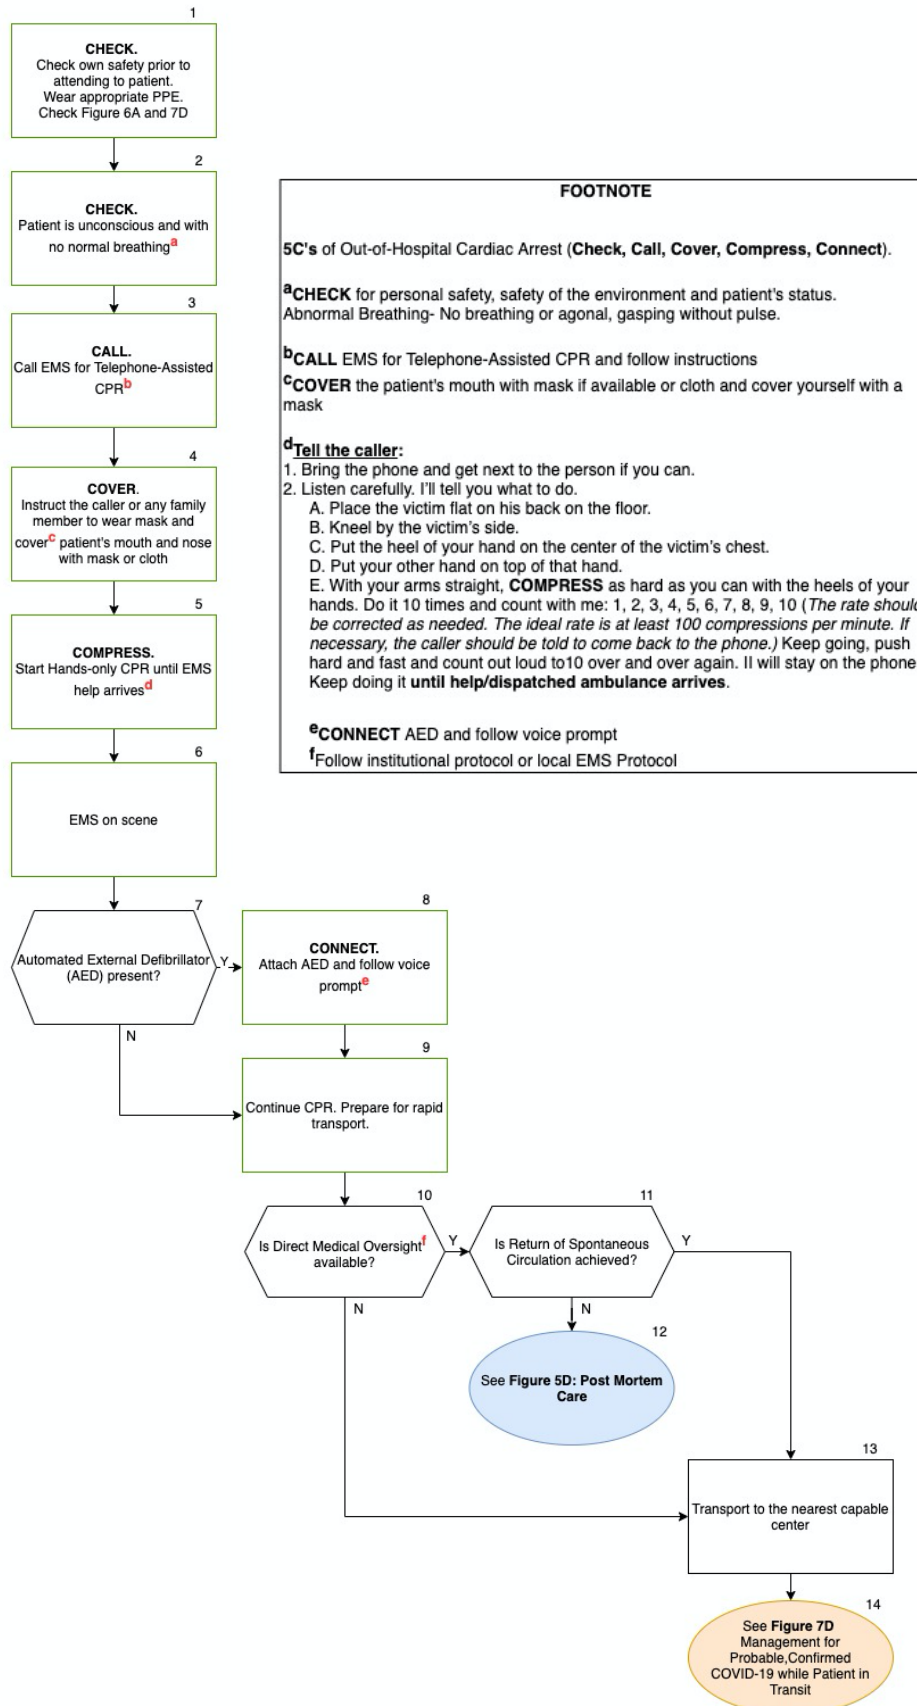 1
CHECK.
Check own safety prior to
attending to patient.
Wear appropriate PPE.
Check Figure 6A and 7D
2
CHECK.
Patient is unconscious and with
no normal breathinga
3
CALL.
Call EMS for Telephone-Assisted
CPRb
4
COVER.
Instruct the caller or any family
member to wear mask and
coverc patient's mouth and nose
with mask or cloth
5
COMPRESS.
Start Hands-only CPR until EMS
help arrivesd
6
EMS on scene
FOOTNOTE
5C's of Out-of-Hospital Cardiac Arrest (Check, Call, Cover, Compress, Connect).
aCHECK for personal safety, safety of the environment and patient's status.
Abnormal Breathing- No breathing or agonal, gasping without pulse.
bCALL EMS for Telephone-Assisted CPR and follow instructions
cCOVER the patient's mouth with mask if available or cloth and cover yourself with a
mask
dTell the caller:
1. Bring the phone and get next to the person if you can.
2. Listen carefully. I'll tell you what to do.
A. Place the victim flat on his back on the floor.
B. Kneel by the victim's side.
C. Put the heel of your hand on the center of the victim's chest.
D. Put your other hand on top of that hand.
E. With your arms straight, COMPRESS as hard as you can with the heels of your
hands. Do it 10 times and count with me: 1, 2, 3, 4, 5, 6, 7, 8, 9, 10 (The rate should
be corrected as needed. The ideal rate is at least 100 compressions per minute. If
necessary, the caller should be told to come back to the phone.) Keep going, push
hard and fast and count out loud to10 over and over again. II will stay on the phone
Keep doing it until help/dispatched ambulance arrives.
eCONNECT AED and follow voice prompt
fFollow institutional protocol or local EMS Protocol
7
Automated External Defibrillator
(AED) present?
Y
N
8
CONNECT.
Attach AED and follow voice
prompte
9
Continue CPR. Prepare for rapid
transport.
10
Is Direct Medical Oversightf
available?
Y
N
11
Is Return of Spontaneous
Circulation achieved?
Y
N
12
See Figure 5D: Post Mortem
Care
13
Transport to the nearest capable
center
14
See Figure 7D
Management for
Probable,Confirmed
COVID-19 while Patient in
Transit